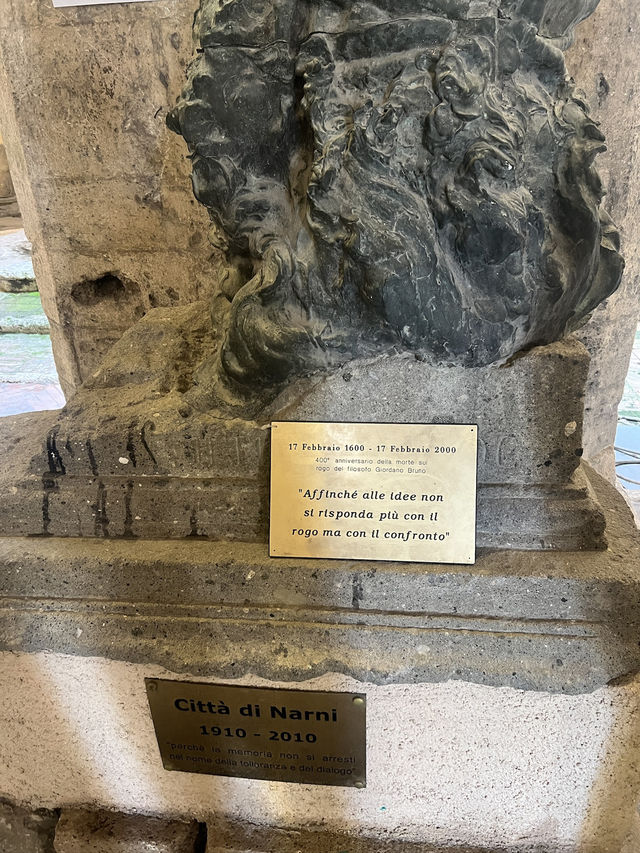 17 Febbraio 1600 - 17 Febbraio 2000
400° anniversario della morte sul
rogo del filosofo Giordano Bruno
"Affinché alle idee non
si risponda più con il
rogo ma con il confronto"
Città di Narni
1910 - 2010
"perché la memoria non si arresti
nel nome della tolleranza e del dialogo"